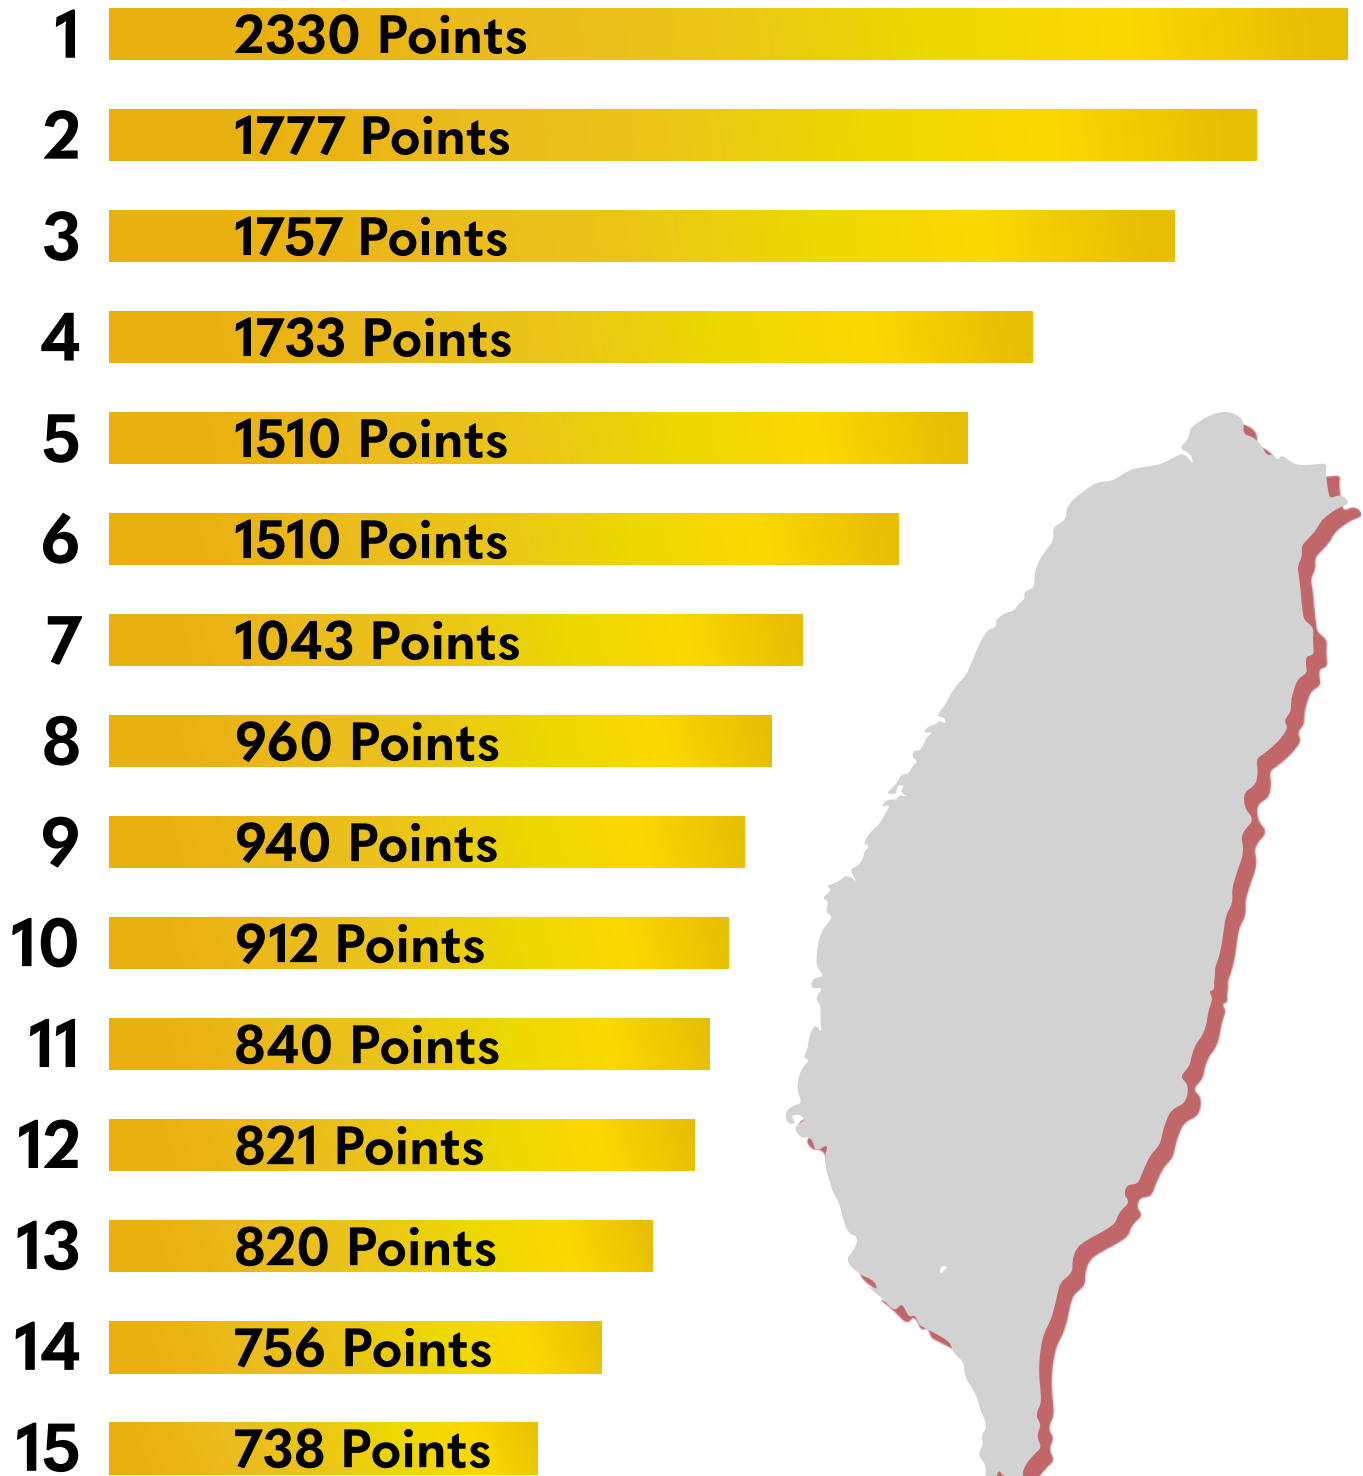 1 2330 Points
2 1777 Points
3 1757 Points
4 1733 Points
5 1510 Points
6 1510 Points
7 1043 Points
8 960 Points
9 940 Points
10 912 Points
11 840 Points
12 821 Points
13 820 Points
14 756 Points
15 738 Points